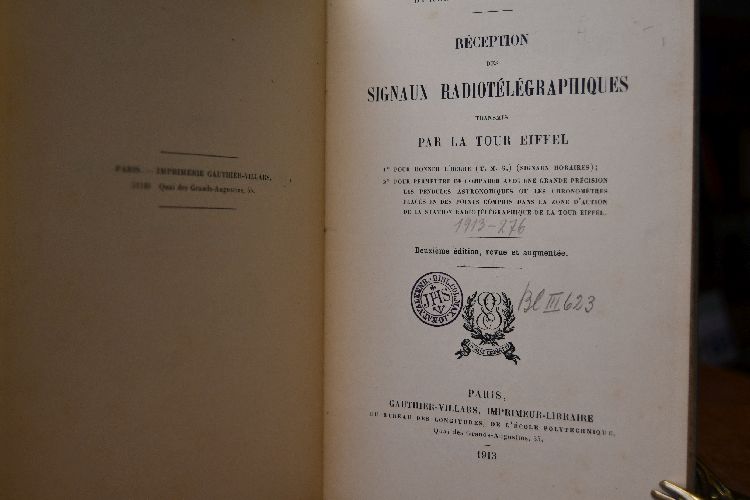 PARIS. — IMPRIMERIE GAUTHIER-VILLARS,
Quai des Grands-Augustins, 55.
RÉCEPTION
DES
SIGNAUX RADIOTÉLÉGRAPHIQUES
TRANSMIS
PAR LA TOUR EIFFEL
1° POUR DONNER L'HEURE (T. M. G.) (SIGNAUX HORAIRES);
2° POUR PERMETTRE DE COMPARER AVEC UNE GRANDE PRÉCISION
LES PENDULES ASTRONOMIQUES OU LES CHRONOMÈTRES
PLACÉS EN DES POINTS COMPRIS DANS LA ZONE D'ACTION
DE LA STATION RADIOTÉLÉGRAPHIQUE DE LA TOUR EIFFEL.
1913-276
Deuxième édition, revue et augmentée.
JHS
Bl III 623
PARIS,
GAUTHIER-VILLARS, IMPRIMEUR-LIBRAIRE
DU BUREAU DES LONGITUDES, DE L'ÉCOLE POLYTECHNIQUE,
Quai des Grands-Augustins, 55.
1913